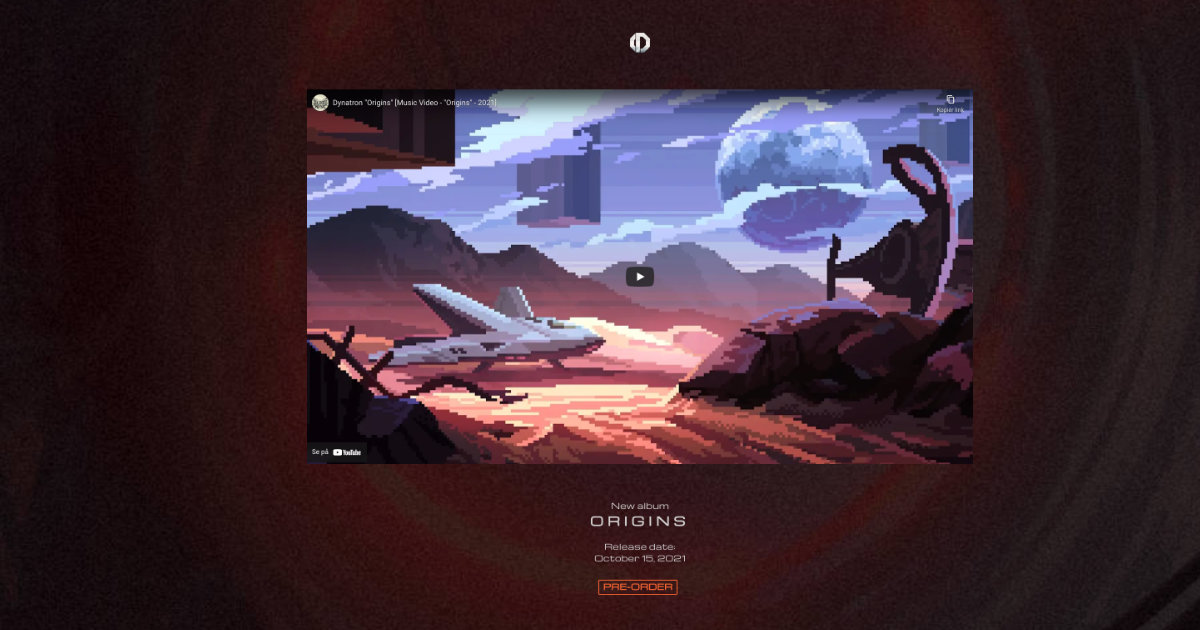 Dynatron "Origins" [Music Video - "Origins" - 2021]
Kopier link
Se på YouTube
New album
ORIGINS
Release date:
October 15, 2021
PRE-ORDER